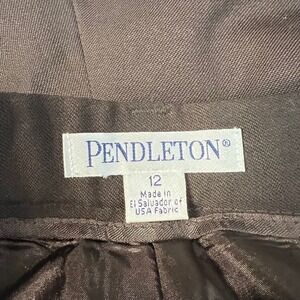 PENDLETON®
12
Made in
El Salvador of
USA Fabric